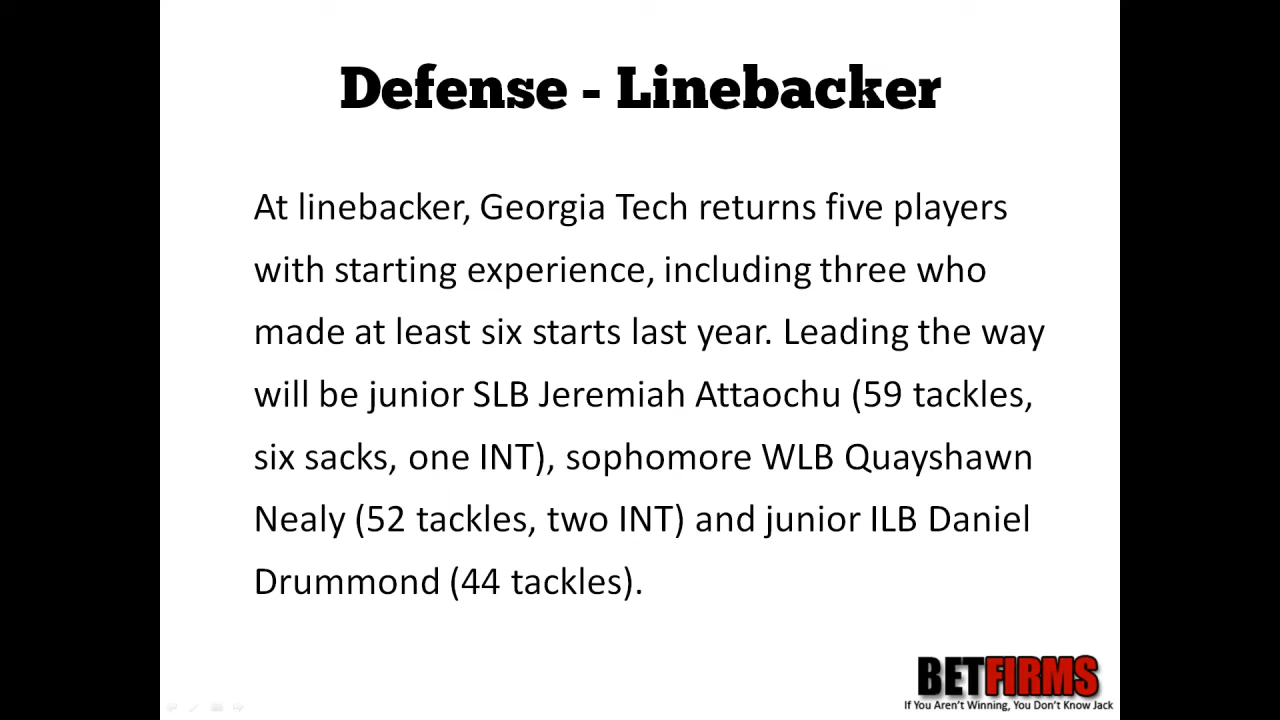 Defense - Linebacker
At linebacker, Georgia Tech returns five players
with starting experience, including three who
made at least six starts last year. Leading the way
will be junior SLB Jeremiah Attaochu (59 tackles,
six sacks, one INT), sophomore WLB Quayshawn
Nealy (52 tackles, two INT) and junior ILB Daniel
Drummond (44 tackles).
BETFIRMS
If You Aren't Winning, You Don't Know Jack